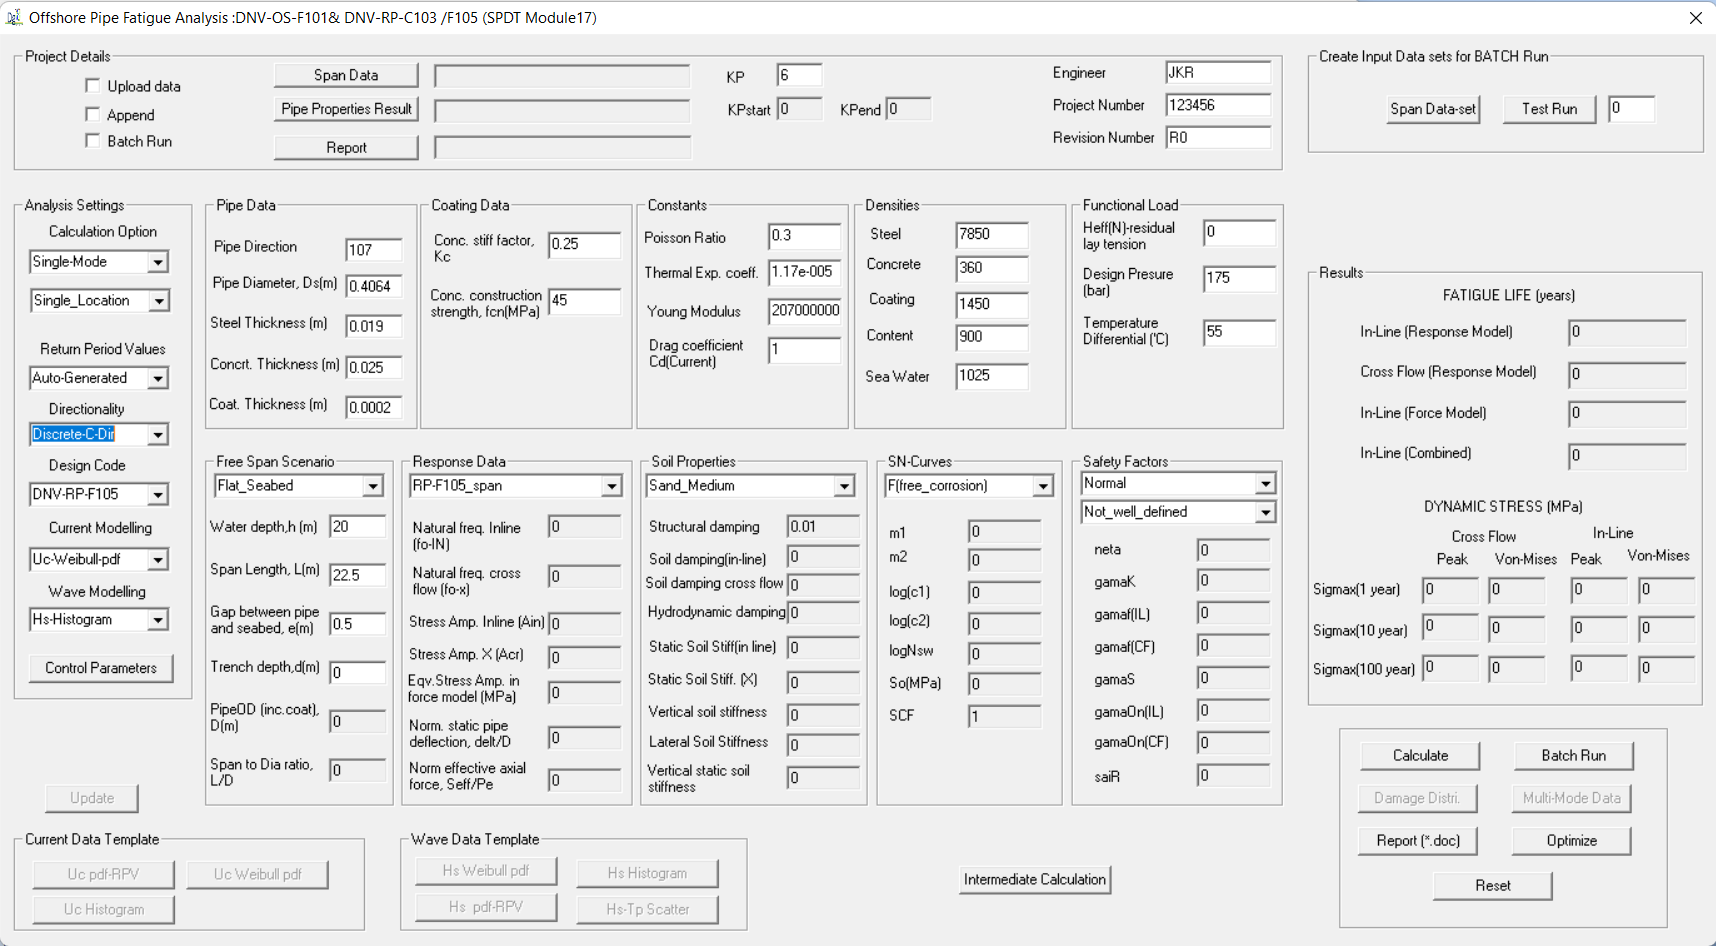 Offshore Pipe Fatigue Analysis :DNV-OS-F101& DNV-RP-C103 /F105 (SPDT Module17)
Project Details
Upload data
Append
Batch Run
Span Data
Pipe Properties Result
Report
KP 6
KPstart 0 KPend 0
Engineer JKR
Project Number 123456
Revision Number R0
Create Input Data sets for BATCH Run
Span Data-set Test Run 0
Analysis Settings
Calculation Option
Single-Mode
Single_Location
Return Period Values
Auto-Generated
Directionality
Discrete-C-Dir
Design Code
DNV-RP-F105
Current Modelling
Uc-Weibull-pdf
Wave Modelling
Hs-Histogram
Control Parameters
Update
Pipe Data
Pipe Direction 107
Pipe Diameter, Ds(m) 0.4064
Steel Thickness (m) 0.019
Concrt. Thickness (m) 0.025
Coat. Thickness (m) 0.0002
Coating Data
Conc. stiff factor, 0.25
Kc
Conc. construction 45
strength, fcn(MPa)
Constants
Poisson Ratio 0.3
Thermal Exp. coeff. 1.17e-005
Young Modulus 207000000
Drag coefficient 1
Cd(Current)
Densities
Steel 7850
Concrete 360
Coating 1450
Content 900
Sea Water 1025
Functional Load
Heff(N)-residual 0
lay tension
Design Presure 175
(bar)
Temperature 55
Differential ('C)
Free Span Scenario
Flat_Seabed
Water depth,h (m) 20
Span Length, L(m) 22.5
Gap between pipe 0.5
and seabed, e(m)
Trench depth,d(m) 0
PipeOD (inc.coat), 0
D(m)
Span to Dia ratio, 0
L/D
Response Data
RP-F105_span
Natural freq. Inline 0
(fo-IN)
Natural freq. cross 0
flow (fo-x)
Stress Amp. Inline (Ain) 0
Stress Amp. X (Acr) 0
Eqv.Stress Amp. in 0
force model (MPa)
Norm. static pipe 0
deflection, delt/D
Norm effective axial 0
force, Seff/Pe
Soil Properties
Sand_Medium
Structural damping 0.01
Soil damping(in-line) 0
Soil damping cross flow 0
Hydrodynamic damping 0
Static Soil Stiff(in line) 0
Static Soil Stiff. (X) 0
Vertical soil stiffness 0
Lateral Soil Stiffness 0
Vertical static soil 0
stiffness
SN-Curves
F(free_corrosion)
m1 0
m2 0
log(c1) 0
log(c2) 0
logNsw 0
So(MPa) 0
SCF 1
Safety Factors
Normal
Not_well_defined
neta 0
gamaK 0
gamaf(IL) 0
gamaf(CF) 0
gamaS 0
gamaOn(IL) 0
gamaOn(CF) 0
saiR 0
Results
FATIGUE LIFE (years)
In-Line (Response Model) 0
Cross Flow (Response Model) 0
In-Line (Force Model) 0
In-Line (Combined) 0
DYNAMIC STRESS (MPa)
Cross Flow In-Line
Peak Von-Mises Peak Von-Mises
Sigmax(1 year) 0 0 0 0
Sigmax(10 year) 0 0 0 0
Sigmax(100 year) 0 0 0 0
Calculate Batch Run
Damage Distri. Multi-Mode Data
Report (*.doc) Optimize
Reset
Current Data Template
Uc pdf-RPV Uc Weibull pdf
Uc Histogram
Wave Data Template
Hs Weibull pdf Hs Histogram
Hs pdf-RPV Hs-Tp Scatter
Intermediate Calculation